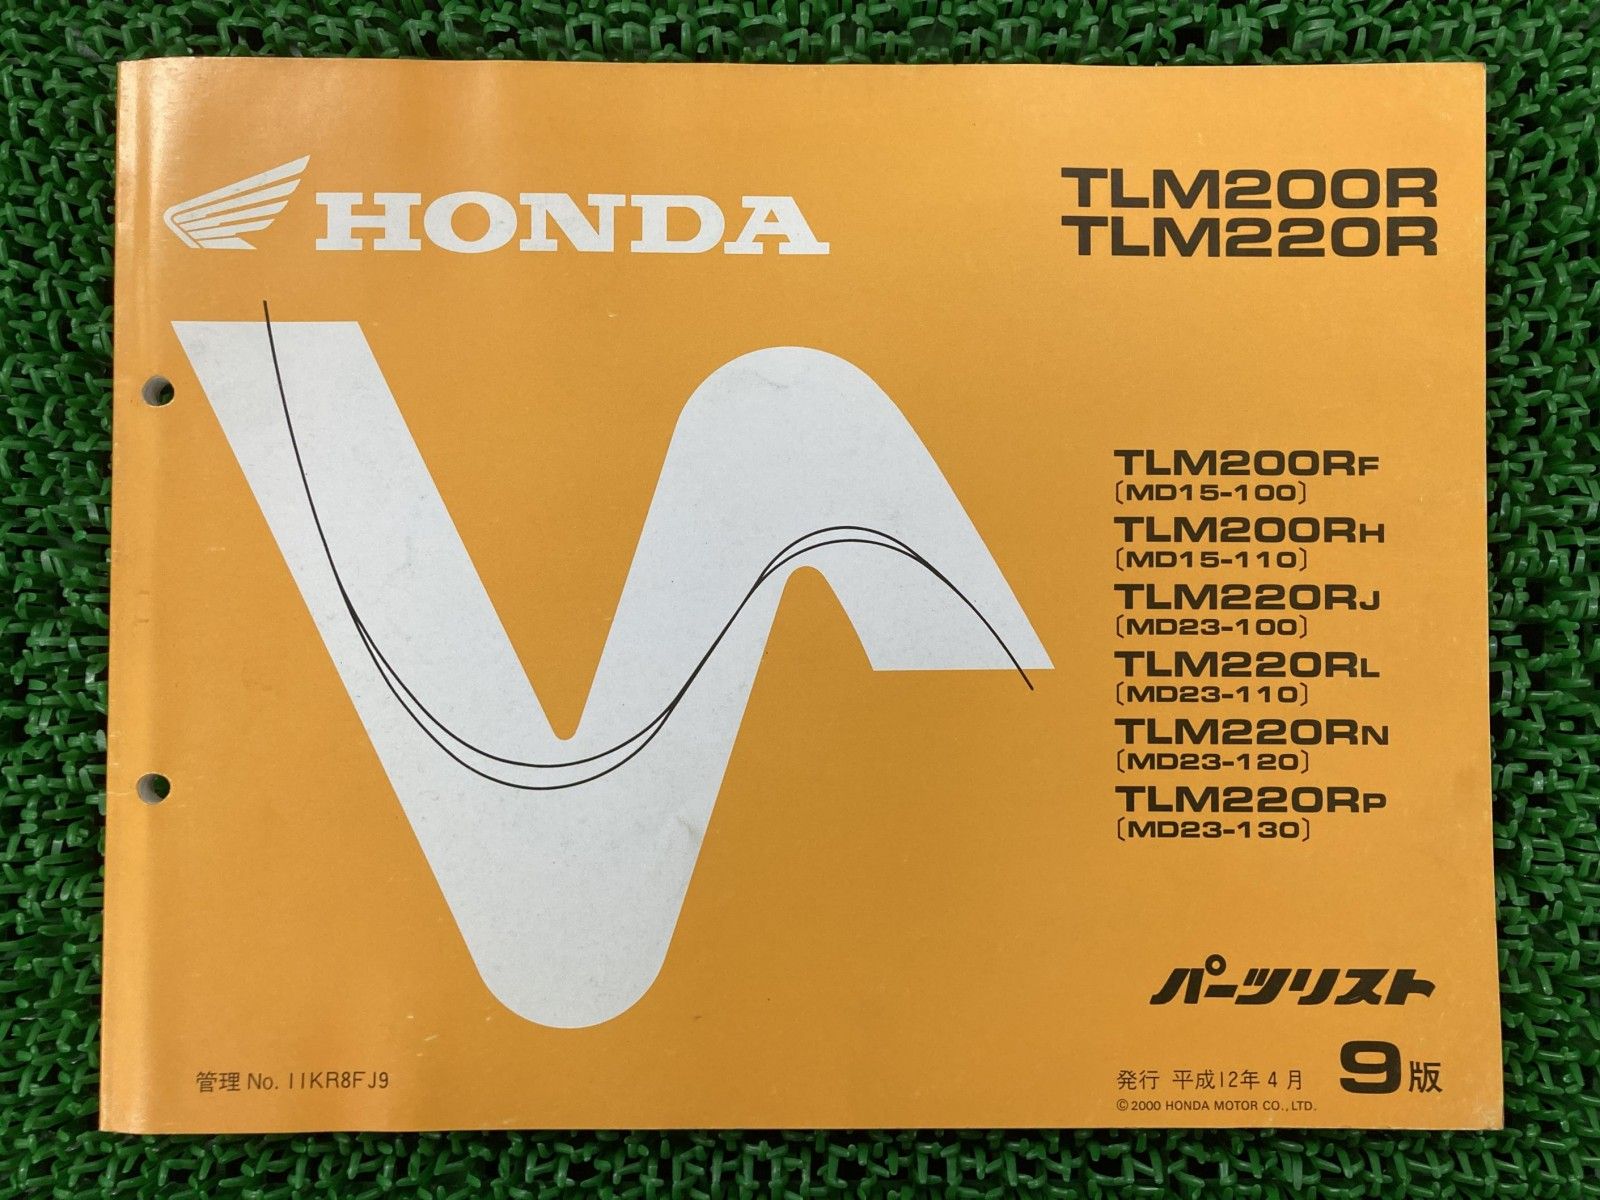 HONDA
TLM200R
TLM220R
TLM200RF
〔MD15-100〕
TLM200RH
〔MD15-110〕
TLM220RJ
〔MD23-100〕
TLM220RL
〔MD23-110〕
TLM220RN
〔MD23-120〕
TLM220RP
〔MD23-130〕
パーツリスト
管理 No. 11KR8FJ9
発行 平成12年4月 9版
©2000 HONDA MOTOR CO., LTD.